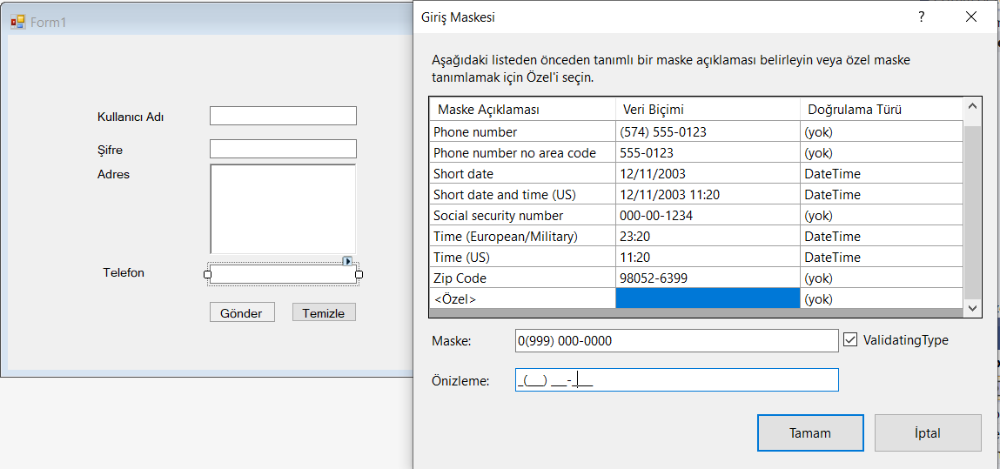 Form1
Kullanıcı Adı
Şifre
Adres
Telefon
Gönder Temizle
Giriş Maskesi ?
Aşağıdaki listeden önceden tanımlı bir maske açıklaması belirleyin veya özel maske
tanımlamak için Özel'i seçin.
Maske Açıklaması Veri Biçimi Doğrulama Türü
Phone number (574) 555-0123 (yok)
Phone number no area code 555-0123 (yok)
Short date 12/11/2003 DateTime
Short date and time (US) 12/11/2003 11:20 DateTime
Social security number 000-00-1234 (yok)
Time (European/Military) 23:20 DateTime
Time (US) 11:20 DateTime
Zip Code 98052-6399 (yok)
<Özel> (yok)
Maske: 0(999) 000-0000 ValidatingType
Önizleme: _(___) ___-____
Tamam İptal